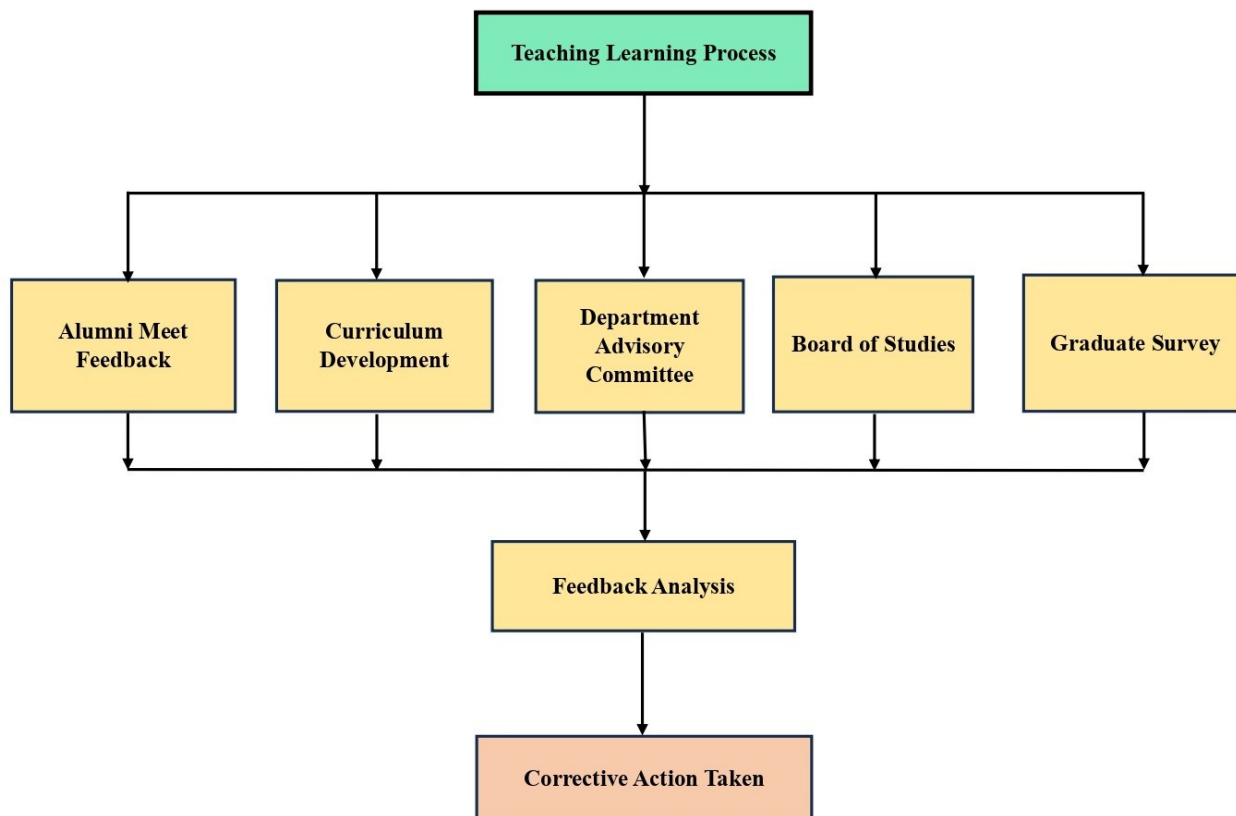 Teaching Learning Process
Alumni Meet
Feedback
Curriculum
Development
Department
Advisory
Committee
Board of Studies
Graduate Survey
Feedback Analysis
Corrective Action Taken